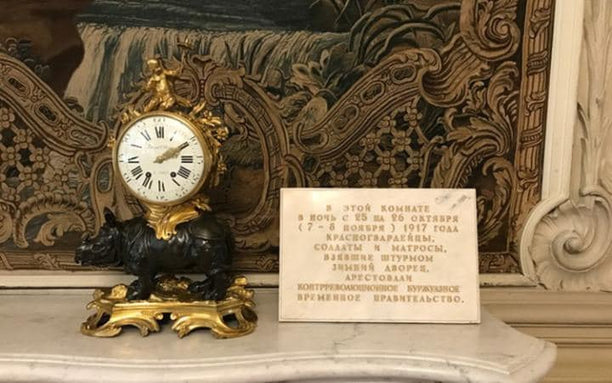 В ЭТОЙ КОМНАТЕ
В НОЧЬ С 25 НА 26 ОКТЯБРЯ
(7 - 8 НОЯБРЯ) 1917 ГОДА
КРАСНОГВАРДЕЙЦЫ,
СОЛДАТЫ И МАТРОСЫ,
ВЗЯВШИЕ ШТУРМОМ
ЗИМНИЙ ДВОРЕЦ,
АРЕСТОВАЛИ
КОНТРРЕВОЛЮЦИОННОЕ БУРЖУАЗНОЕ
ВРЕМЕННОЕ ПРАВИТЕЛЬСТВО.